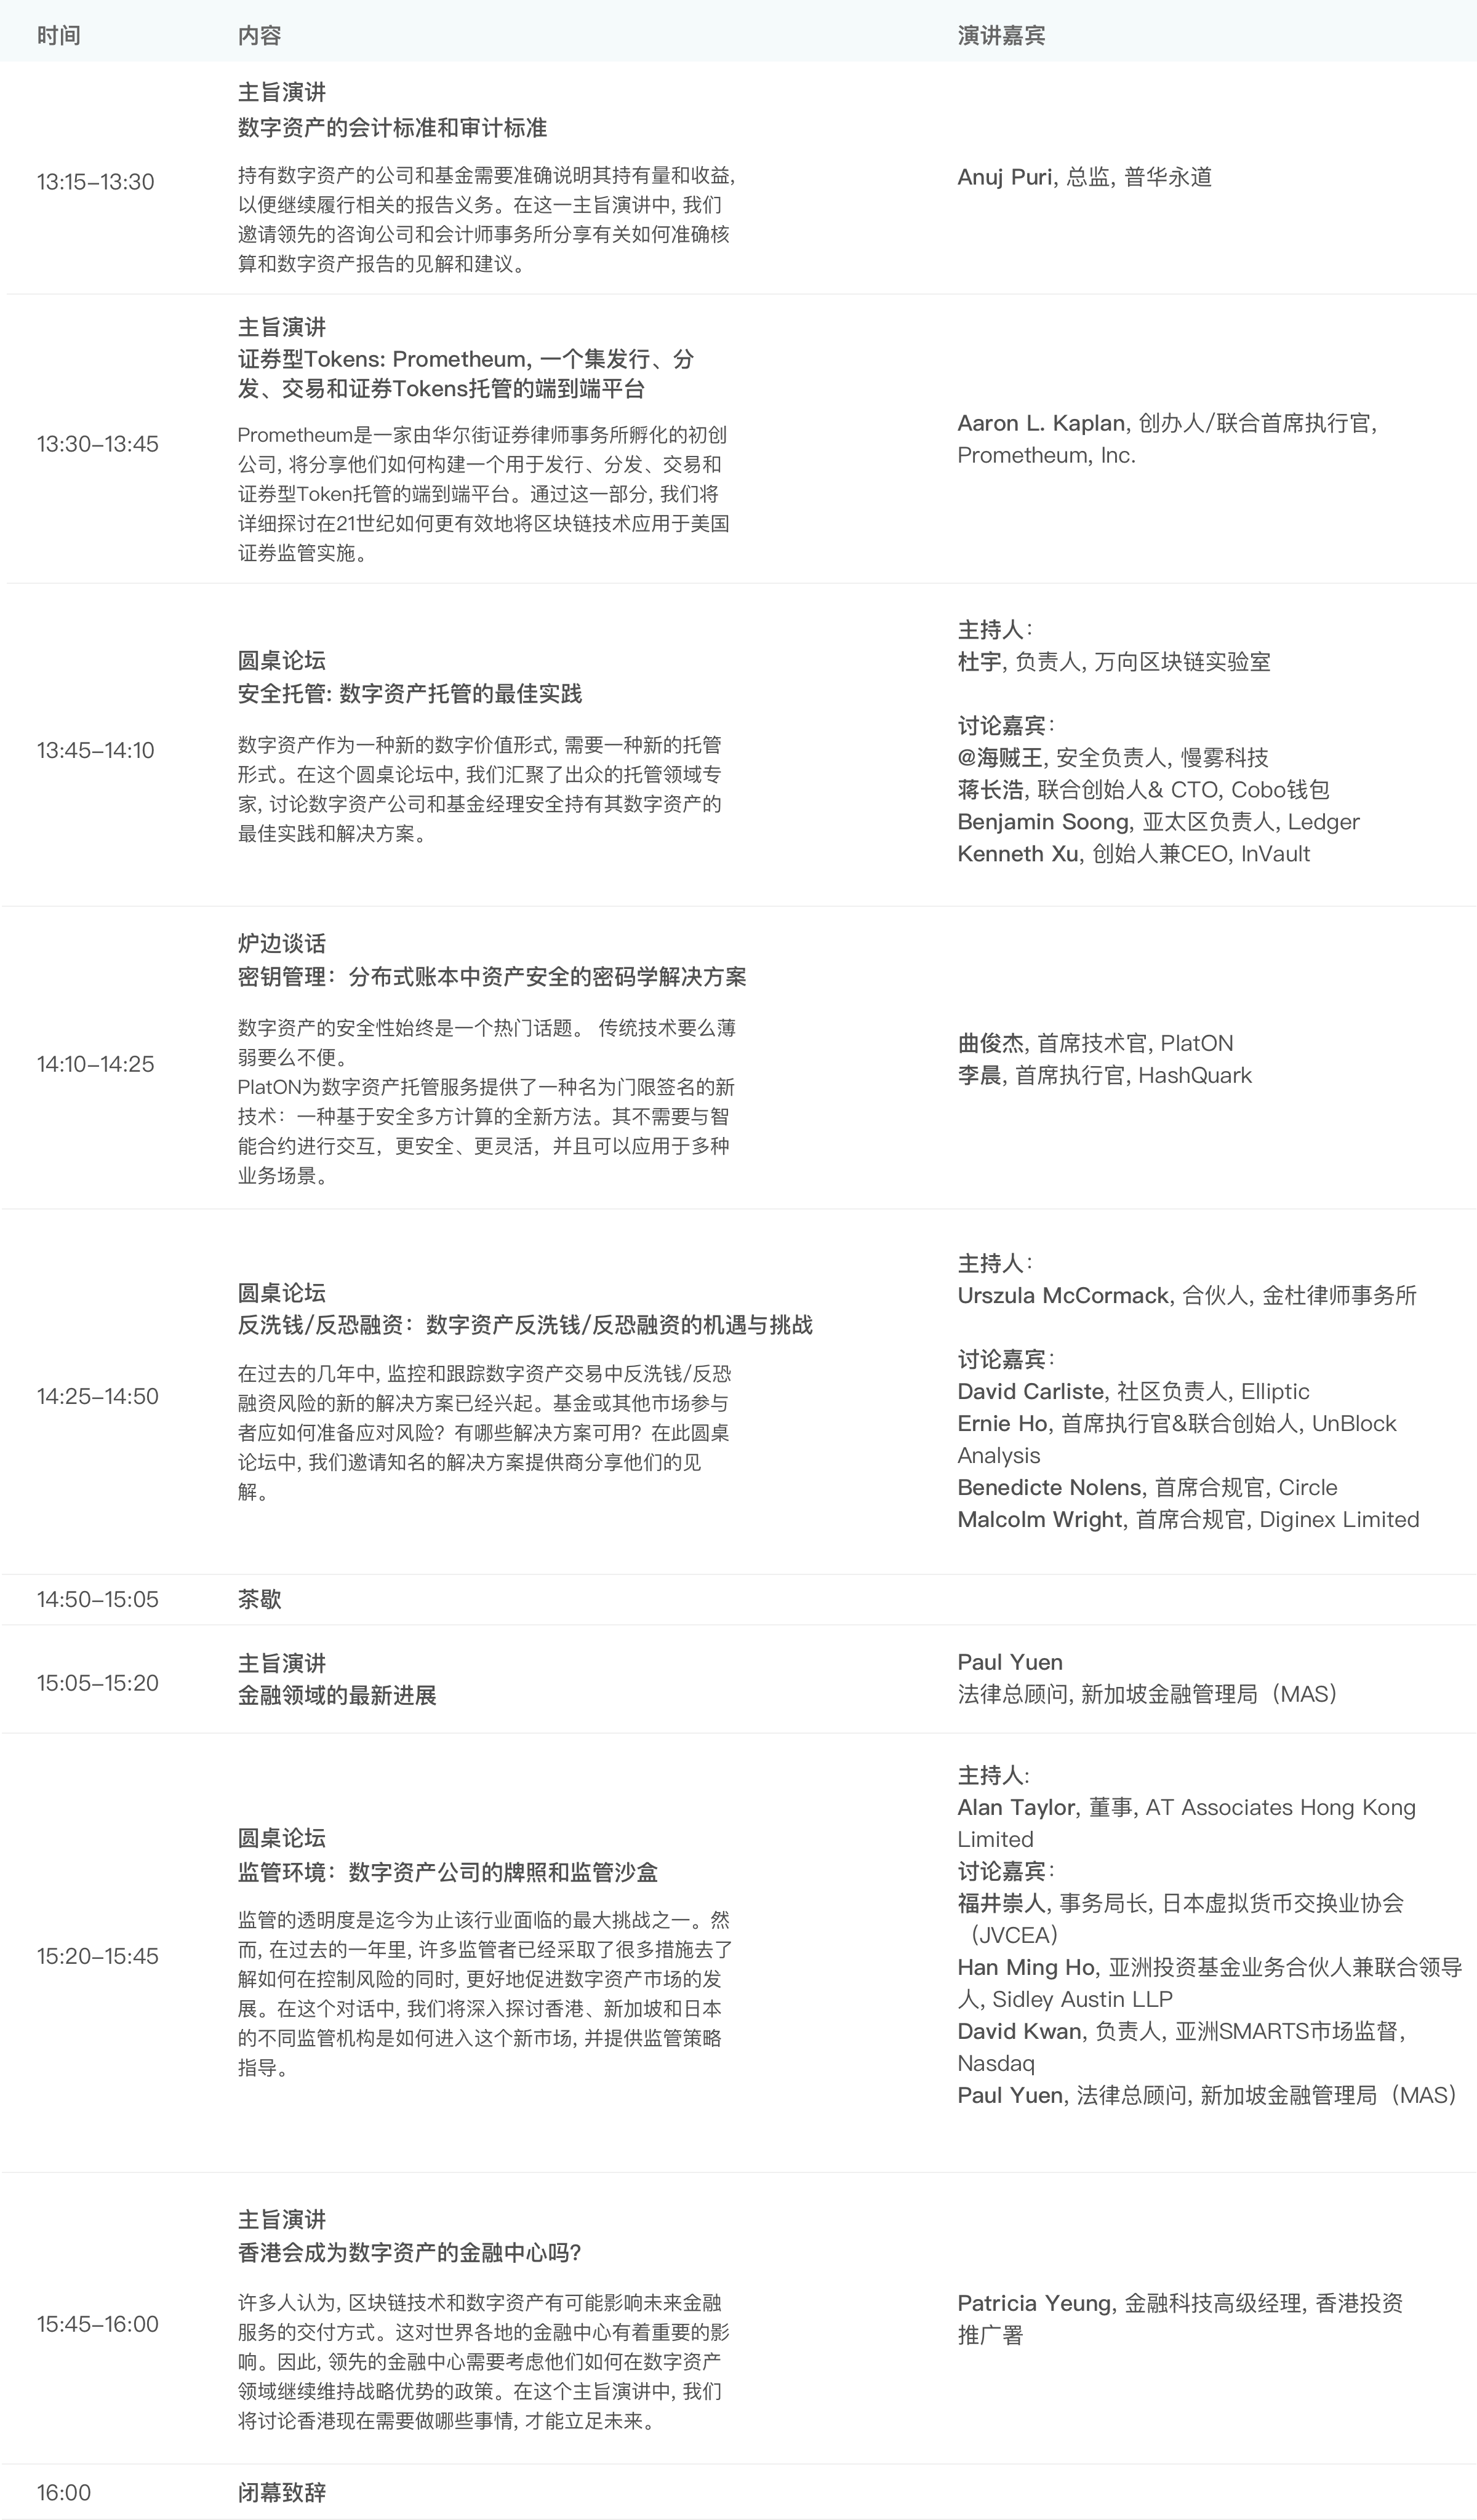 时间 内容 演讲嘉宾
13:15–13:30
主旨演讲
数字资产的会计标准和审计标准
持有数字资产的公司和基金需要准确说明其持有量和收益,
以便继续履行相关的报告义务。在这一主旨演讲中, 我们
邀请领先的咨询公司和会计师事务所分享有关如何准确核
算和数字资产报告的见解和建议。
Anuj Puri, 总监, 普华永道
13:30–13:45
主旨演讲
证券型Tokens: Prometheum, 一个集发行、分
发、交易和证券Tokens托管的端到端平台
Prometheum是一家由华尔街证券律师事务所孵化的初创
公司, 将分享他们如何构建一个用于发行、分发、交易和
证券型Token托管的端到端平台。通过这一部分, 我们将
详细探讨在21世纪如何更有效地将区块链技术应用于美国
证券监管实施。
Aaron L. Kaplan, 创办人/联合首席执行官,
Prometheum, Inc.
13:45–14:10
圆桌论坛
安全托管: 数字资产托管的最佳实践
数字资产作为一种新的数字价值形式, 需要一种新的托管
形式。在这个圆桌论坛中, 我们汇聚了出众的托管领域专
家, 讨论数字资产公司和基金经理安全持有其数字资产的
最佳实践和解决方案。
主持人：
杜宇, 负责人, 万向区块链实验室
讨论嘉宾：
@海贼王, 安全负责人, 慢雾科技
蒋长浩, 联合创始人& CTO, Cobo钱包
Benjamin Soong, 亚太区负责人, Ledger
Kenneth Xu, 创始人兼CEO, InVault
14:10–14:25
炉边谈话
密钥管理：分布式账本中资产安全的密码学解决方案
数字资产的安全性始终是一个热门话题。 传统技术要么薄
弱要么不便。
PlatON为数字资产托管服务提供了一种名为门限签名的新
技术：一种基于安全多方计算的全新方法。其不需要与智
能合约进行交互，更安全、更灵活，并且可以应用于多种
业务场景。
曲俊杰, 首席技术官, PlatON
李晨, 首席执行官, HashQuark
14:25–14:50
圆桌论坛
反洗钱/反恐融资：数字资产反洗钱/反恐融资的机遇与挑战
在过去的几年中, 监控和跟踪数字资产交易中反洗钱/反恐
融资风险的新的解决方案已经兴起。基金或其他市场参与
者应如何准备应对风险？有哪些解决方案可用？在此圆桌
论坛中, 我们邀请知名的解决方案提供商分享他们的见
解。
主持人：
Urszula McCormack, 合伙人, 金杜律师事务所
讨论嘉宾：
David Carliste, 社区负责人, Elliptic
Ernie Ho, 首席执行官&联合创始人, UnBlock
Analysis
Benedicte Nolens, 首席合规官, Circle
Malcolm Wright, 首席合规官, Diginex Limited
14:50–15:05 茶歇
15:05–15:20
主旨演讲
金融领域的最新进展
Paul Yuen
法律总顾问, 新加坡金融管理局（MAS）
15:20–15:45
圆桌论坛
监管环境：数字资产公司的牌照和监管沙盒
监管的透明度是迄今为止该行业面临的最大挑战之一。然
而, 在过去的一年里, 许多监管者已经采取了很多措施去了
解如何在控制风险的同时, 更好地促进数字资产市场的发
展。在这个对话中, 我们将深入探讨香港、新加坡和日本
的不同监管机构是如何进入这个新市场, 并提供监管策略
指导。
主持人:
Alan Taylor, 董事, AT Associates Hong Kong
Limited
讨论嘉宾：
福井崇人, 事务局长, 日本虚拟货币交换业协会
（JVCEA）
Han Ming Ho, 亚洲投资基金业务合伙人兼联合领导
人, Sidley Austin LLP
David Kwan, 负责人, 亚洲SMARTS市场监督,
Nasdaq
Paul Yuen, 法律总顾问, 新加坡金融管理局（MAS）
15:45–16:00
主旨演讲
香港会成为数字资产的金融中心吗?
许多人认为, 区块链技术和数字资产有可能影响未来金融
服务的交付方式。这对世界各地的金融中心有着重要的影
响。因此, 领先的金融中心需要考虑他们如何在数字资产
领域继续维持战略优势的政策。在这个主旨演讲中, 我们
将讨论香港现在需要做哪些事情, 才能立足未来。
Patricia Yeung, 金融科技高级经理, 香港投资
推广署
16:00 闭幕致辞